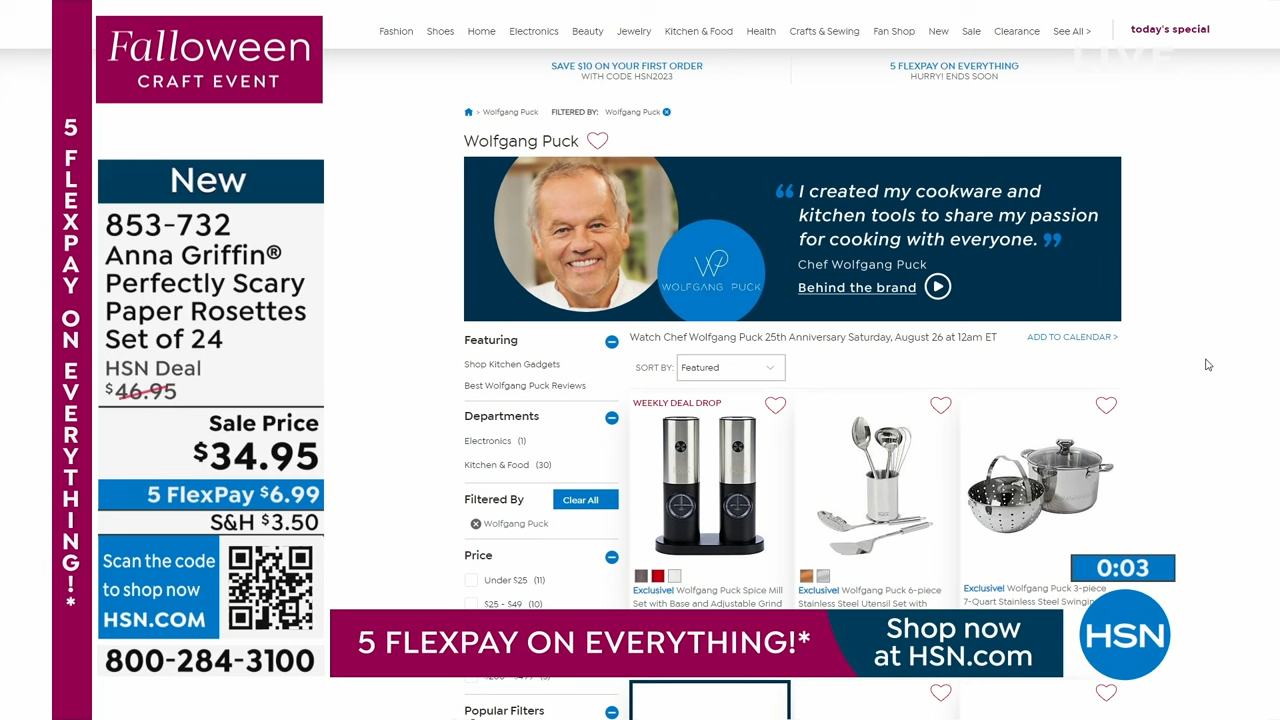 Falloween
CRAFT EVENT
5 FLEXPAY ON EVERYTHING!*
New
853-732
Anna Griffin®
Perfectly Scary
Paper Rosettes
Set of 24
HSN Deal
$46.95
Sale Price
$34.95
5 FlexPay $6.99
S&H $3.50
Scan the code
to shop now
HSN.COM
800-284-3100
Fashion Shoes Home Electronics Beauty Jewelry Kitchen & Food Health Crafts & Sewing Fan Shop New Sale Clearance See All > today's special
LIVE
SAVE $10 ON YOUR FIRST ORDER
WITH CODE HSN2023
5 FLEXPAY ON EVERYTHING
HURRY! ENDS SOON
> Wolfgang Puck FILTERED BY: Wolfgang Puck
Wolfgang Puck
WP
WOLFGANG PUCK
“ I created my cookware and
kitchen tools to share my passion
for cooking with everyone. ”
Chef Wolfgang Puck
Behind the brand
Featuring
Shop Kitchen Gadgets
Best Wolfgang Puck Reviews
Departments
Electronics (1)
Kitchen & Food (30)
Filtered By Clear All
Wolfgang Puck
Price
Under $25 (11)
$25 - $49 (10)
Popular Filters
Watch Chef Wolfgang Puck 25th Anniversary Saturday, August 26 at 12am ET ADD TO CALENDAR >
SORT BY: Featured
WEEKLY DEAL DROP
Exclusive! Wolfgang Puck Spice Mill
Set with Base and Adjustable Grind
Exclusive! Wolfgang Puck 6-piece
Stainless Steel Utensil Set with
Exclusive! Wolfgang Puck 3-piece
7-Quart Stainless Steel Swinging
0:03
5 FLEXPAY ON EVERYTHING!*
Shop now
at HSN.com
HSN